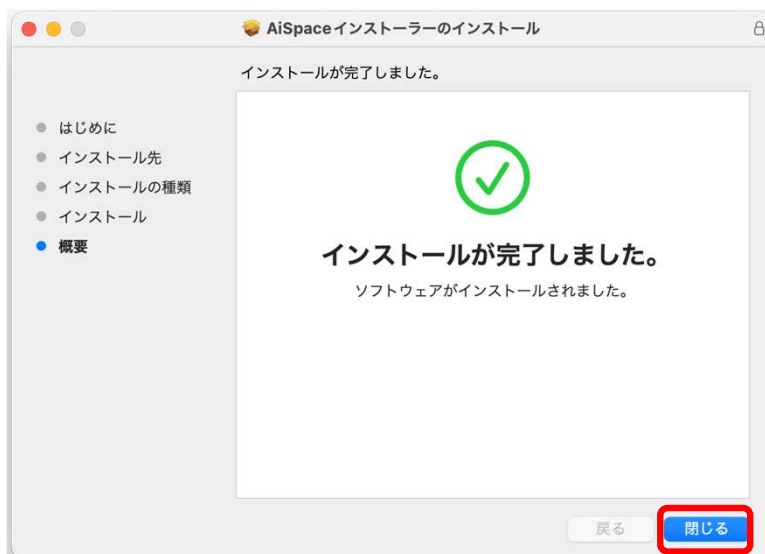 AiSpaceインストーラーのインストール
インストールが完了しました。
はじめに
インストール先
インストールの種類
インストール
概要
インストールが完了しました。
ソフトウェアがインストールされました。
戻る
閉じる